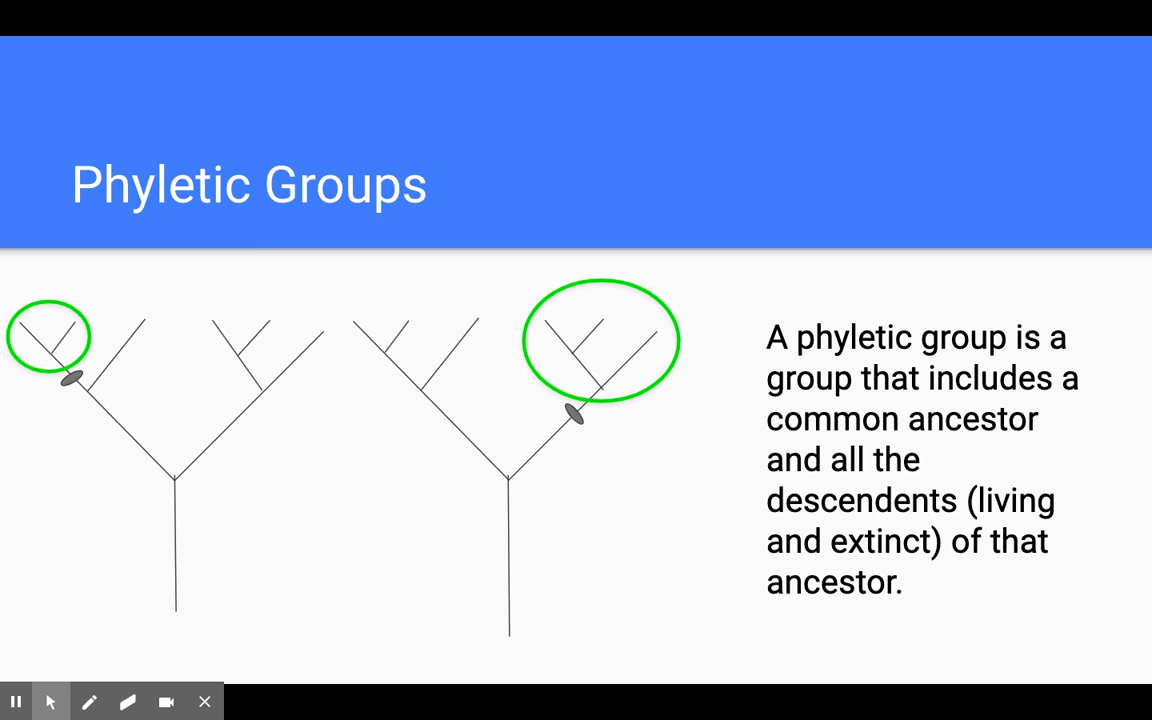 Phyletic Groups
A phyletic group is a
group that includes a
common ancestor
and all the
descendents (living
and extinct) of that
ancestor.